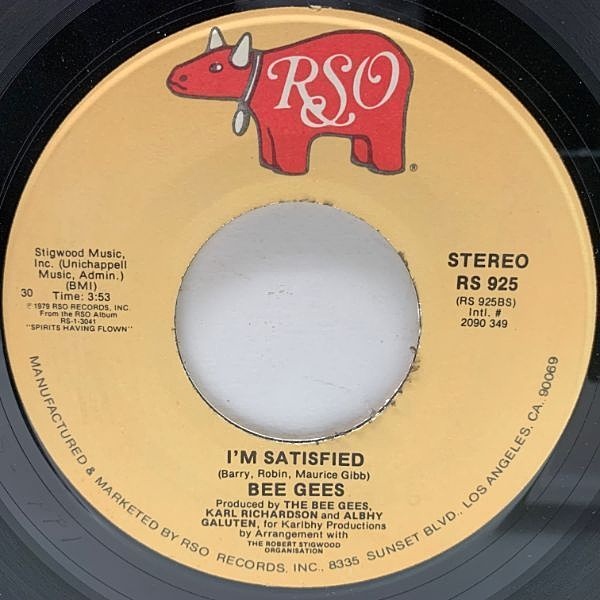 RSO
®
Stigwood Music,
Inc. (Unichappell
Music, Admin.)
(BMI)
30 Time: 3:53
℗1979 RSO RECORDS, INC.
From the RSO Album
RS-1-3041
"SPIRITS HAVING FLOWN"
STEREO
RS 925
(RS 925BS)
Intl. #
2090 349
I'M SATISFIED
(Barry, Robin, Maurice Gibb)
BEE GEES
Produced by THE BEE GEES,
KARL RICHARDSON and ALBHY
GALUTEN, for Karlbhy Productions
by Arrangement with
THE ROBERT STIGWOOD
ORGANISATION
MANUFACTURED & MARKETED BY RSO RECORDS, INC., 8335 SUNSET BLVD., LOS ANGELES, CA. 90069